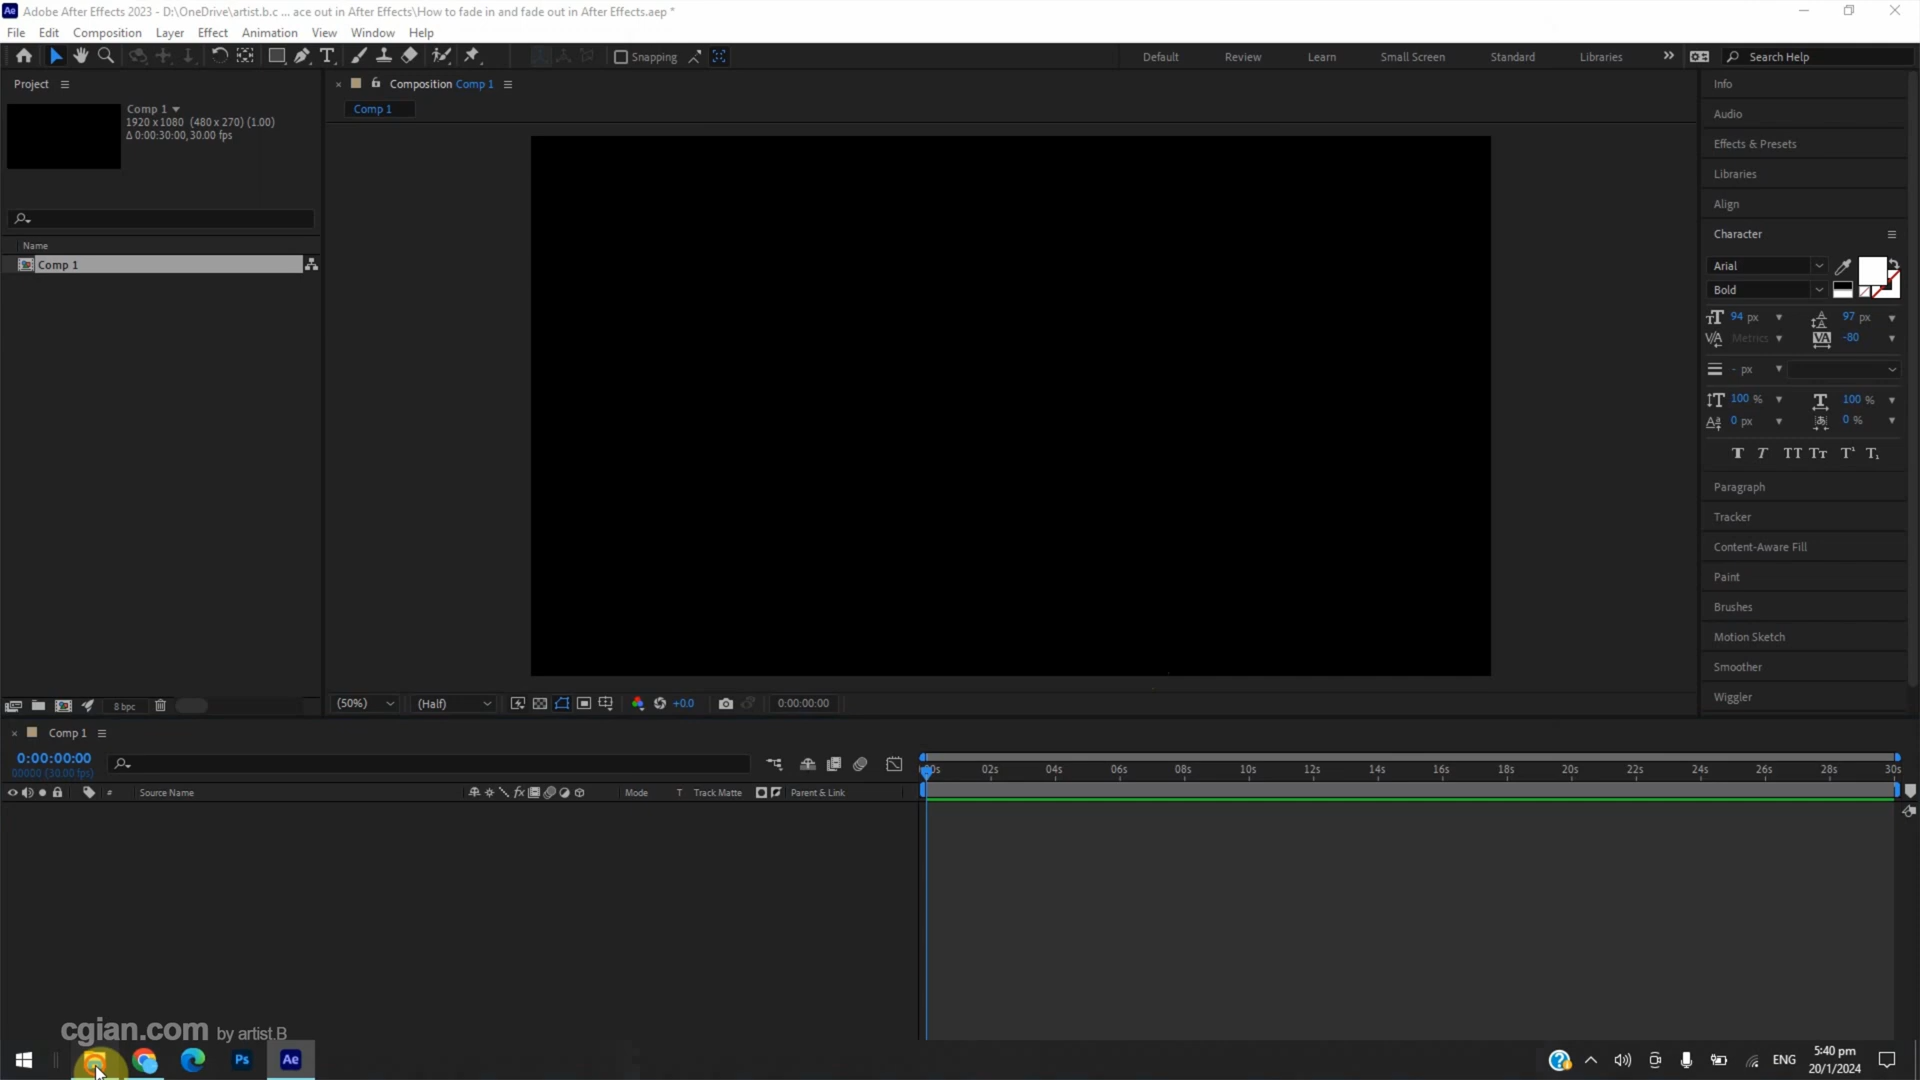 Ae Adobe After Effects 2023 - D:\OneDrive\artist.b.c ... ace out in After Effects\How to fade in and fade out in After Effects.aep *
File Edit Composition Layer Effect Animation View Window Help
Snapping Default Review Learn Small Screen Standard Libraries Search Help
Project
Composition Comp 1
Comp 1
Comp 1
1920 x 1080 (480 x 270) (1.00)
Δ 0:00:30:00, 30.00 fps
Name
Comp 1
Info
Audio
Effects & Presets
Libraries
Align
Character
Arial
Bold
94 px 97 px
Metrics -80
- px
100 % 100 %
0 px 0 %
Paragraph
Tracker
Content-Aware Fill
Paint
Brushes
Motion Sketch
Smoother
Wiggler
8 bpc
(50%) (Half) +0.0 0:00:00:00
Comp 1
0:00:00:00
00000 (30.00 fps)
02s 04s 06s 08s 10s 12s 14s 16s 18s 20s 22s 24s 26s 28s 30s
# Source Name fx Mode T Track Matte Parent & Link
cgian.com by artist.B
Ps Ae ENG
5:40 pm
20/1/2024